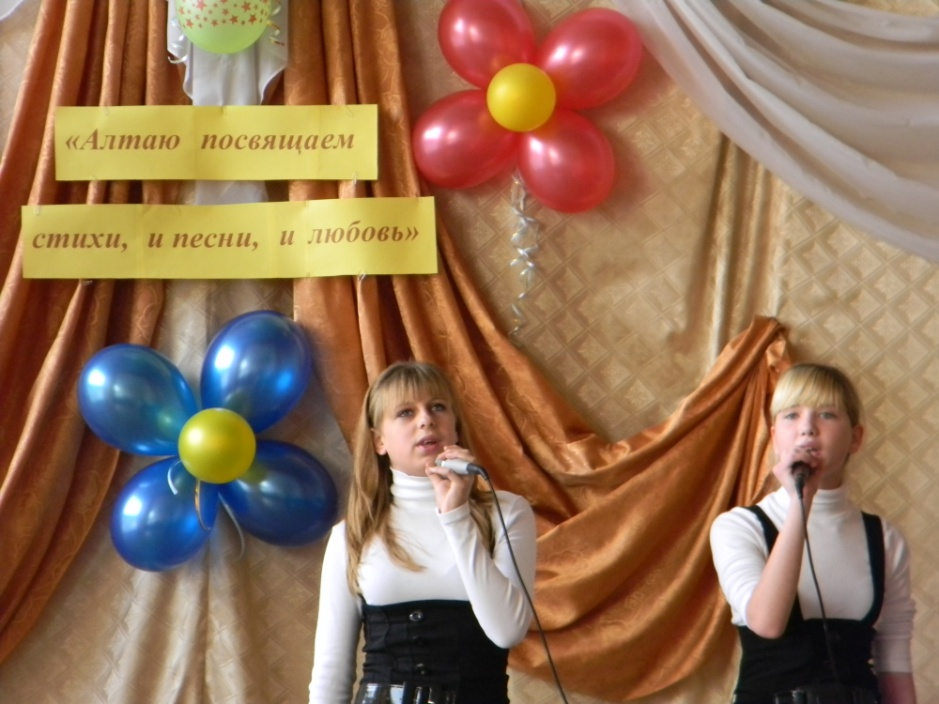 «Алтаю посвящаем
стихи, и песни, и любовь»